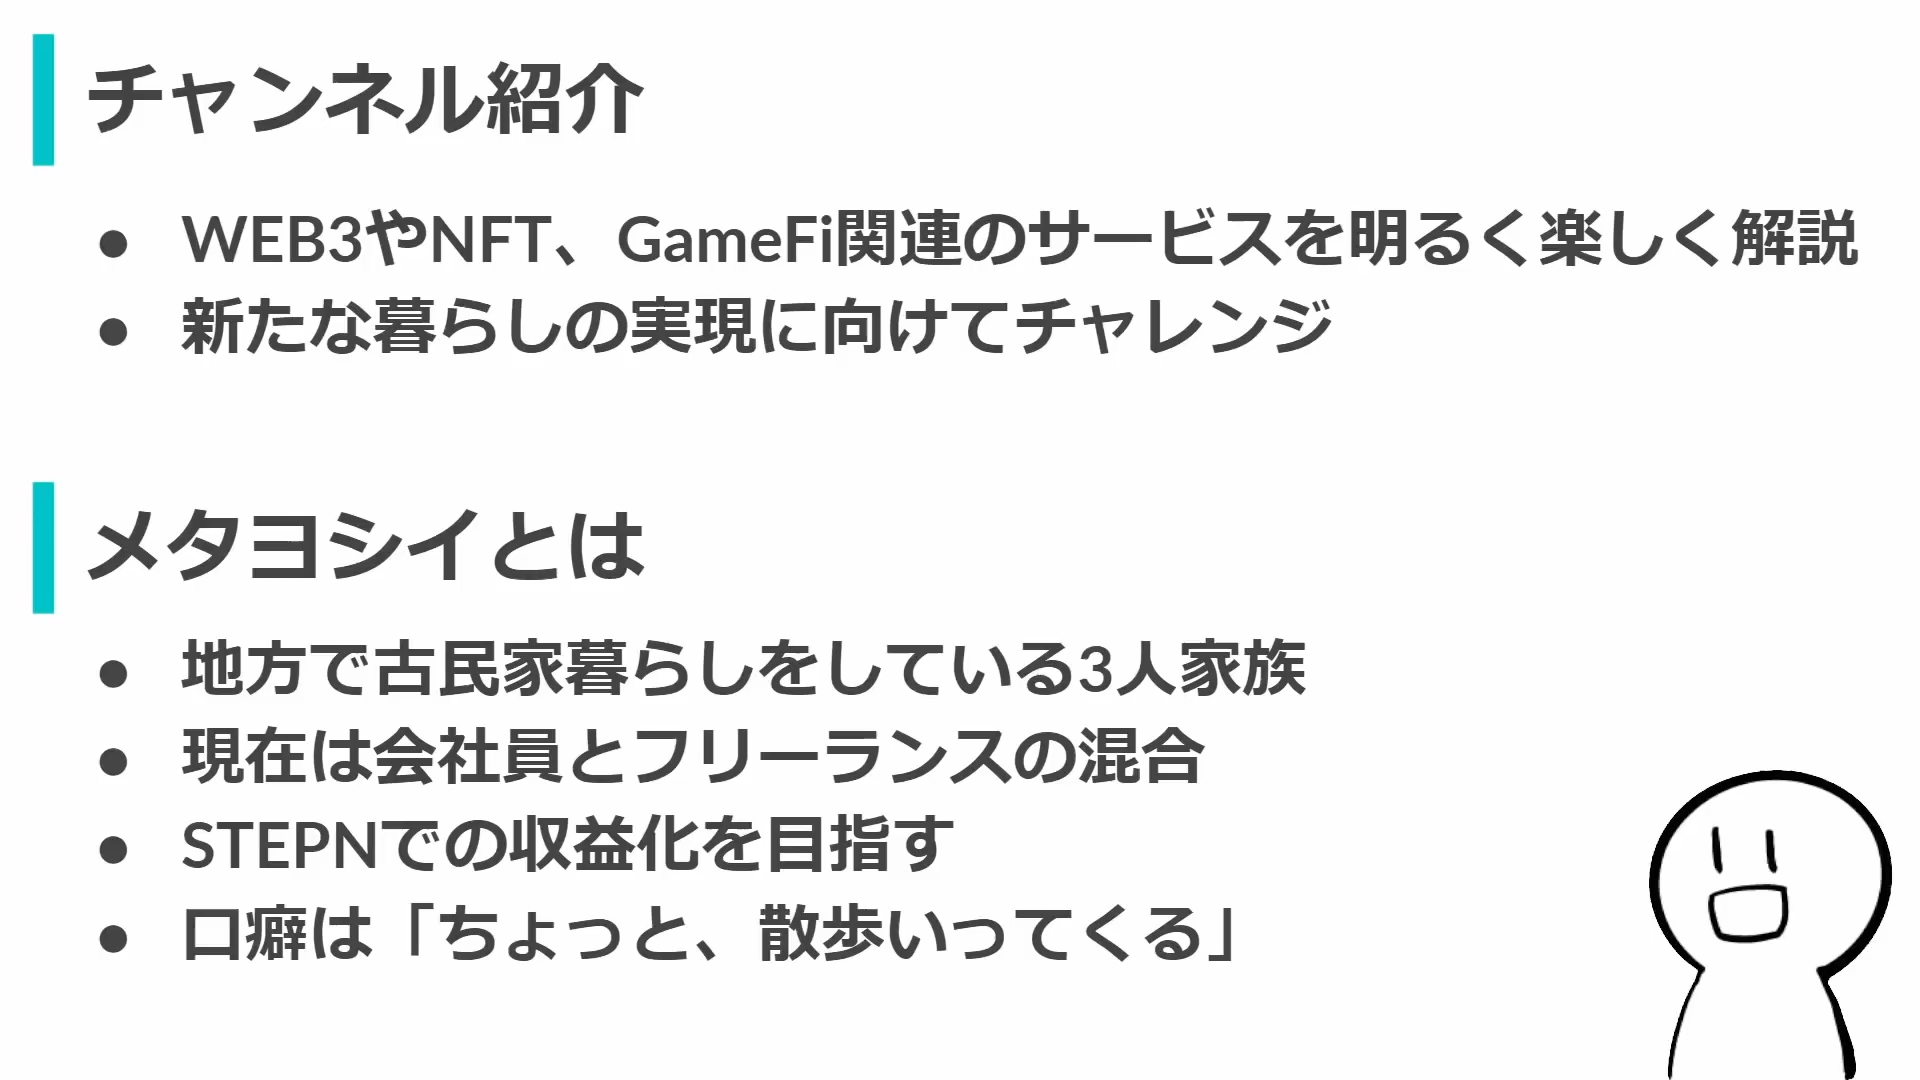 チャンネル紹介
● WEB3やNFT、GameFi関連のサービスを明るく楽しく解説
● 新たな暮らしの実現に向けてチャレンジ
メタヨシイとは
● 地方で古民家暮らしをしている3人家族
● 現在は会社員とフリーランスの混合
● STEPNでの収益化を目指す
● 口癖は「ちょっと、散歩いってくる」